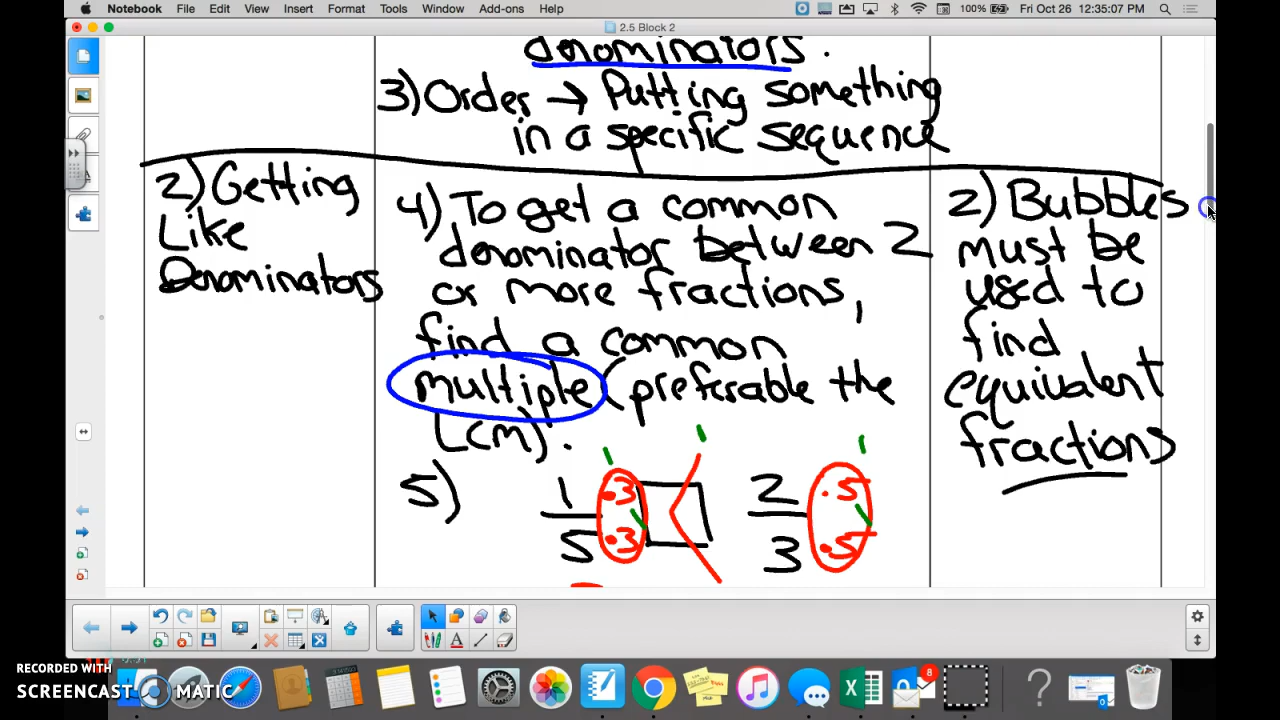 Notebook File Edit View Insert Format Tools Window Add-ons Help 100% Fri Oct 26 12:35:07 PM
2.5 Block 2
denominators.
3) Order → Putting something
in a specific sequence
2) Getting
Like
Denominators
4) To get a common
denominator between 2
or more fractions,
find a common
multiple (preferable the
LCM).
5) 1 .3 < 2 .5
5 .3 3 .5
2) Bubbles
must be
used to
find
equivalent
fractions
A
8
RECORDED WITH
SCREENCAST MATIC